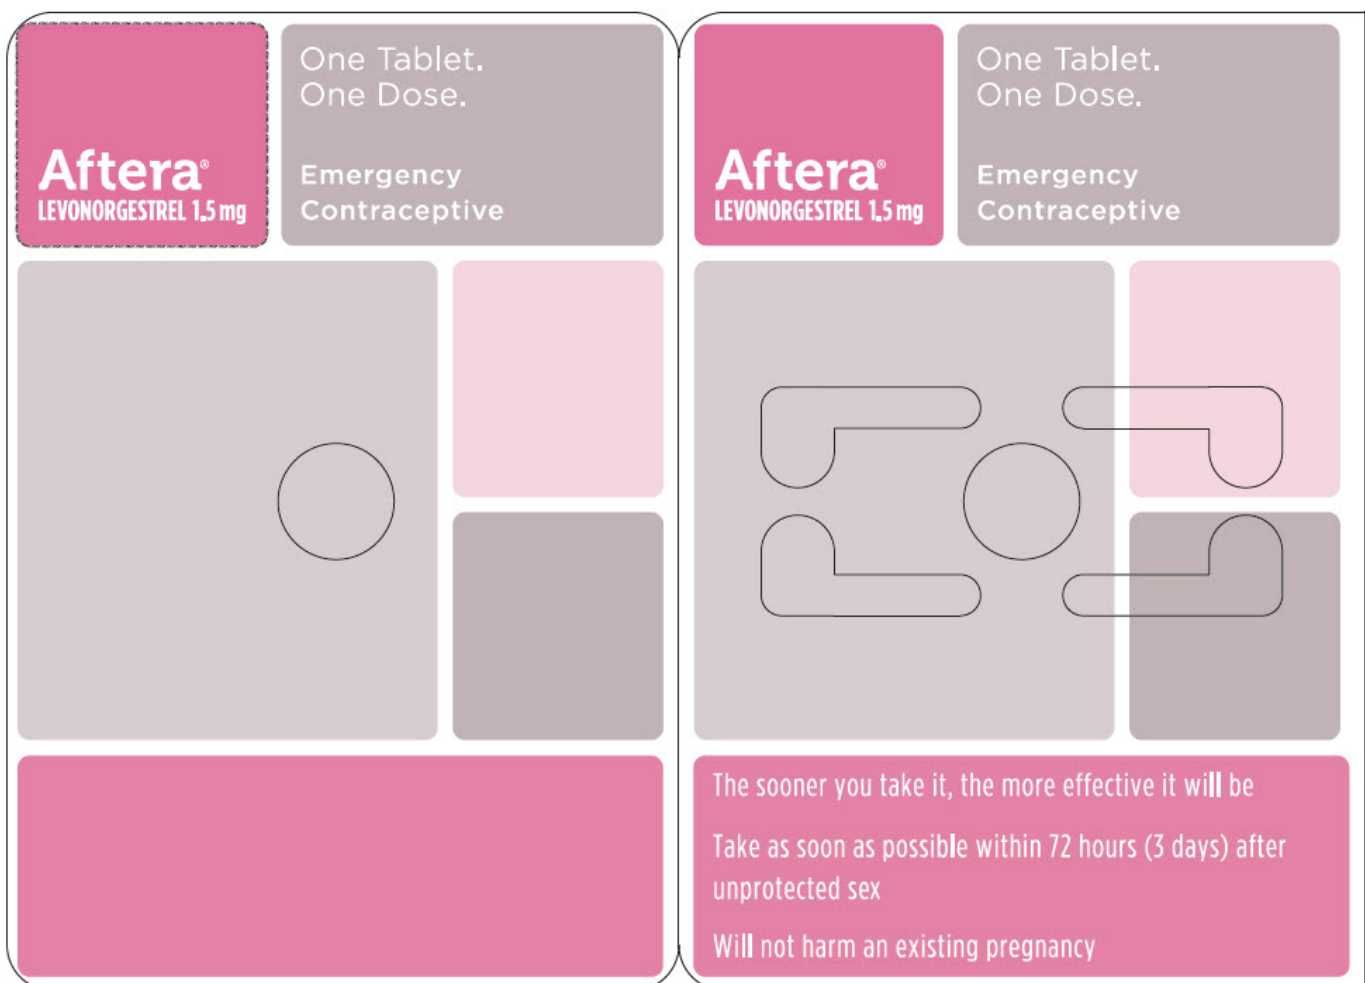 One Tablet.
One Dose.
Aftera®
LEVONORGESTREL 1.5 mg
Emergency
Contraceptive
One Tablet.
One Dose.
Aftera®
LEVONORGESTREL 1.5 mg
Emergency
Contraceptive
The sooner you take it, the more effective it will be
Take as soon as possible within 72 hours (3 days) after
unprotected sex
Will not harm an existing pregnancy